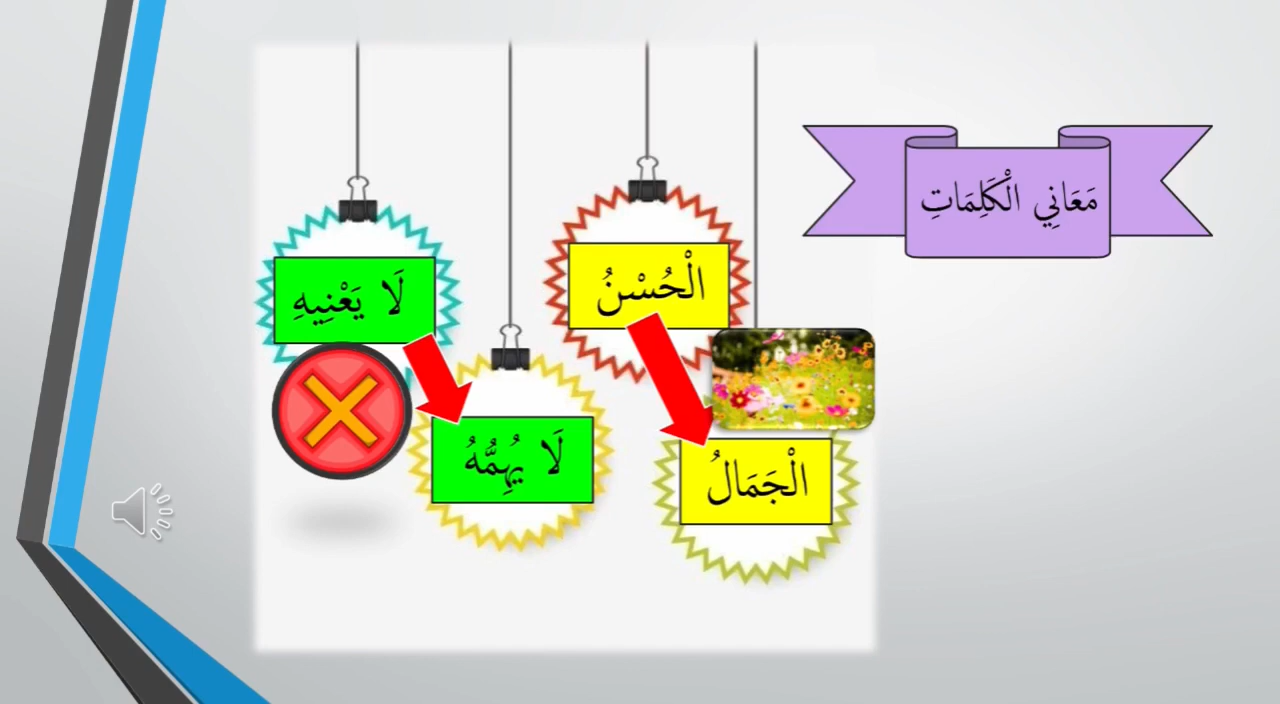 مَعَانِي الْكَلِمَاتِ
الْحُسْنُ
الْجَمَالُ
لَا يَعْنِيهِ
لَا يُهِمُّهُ